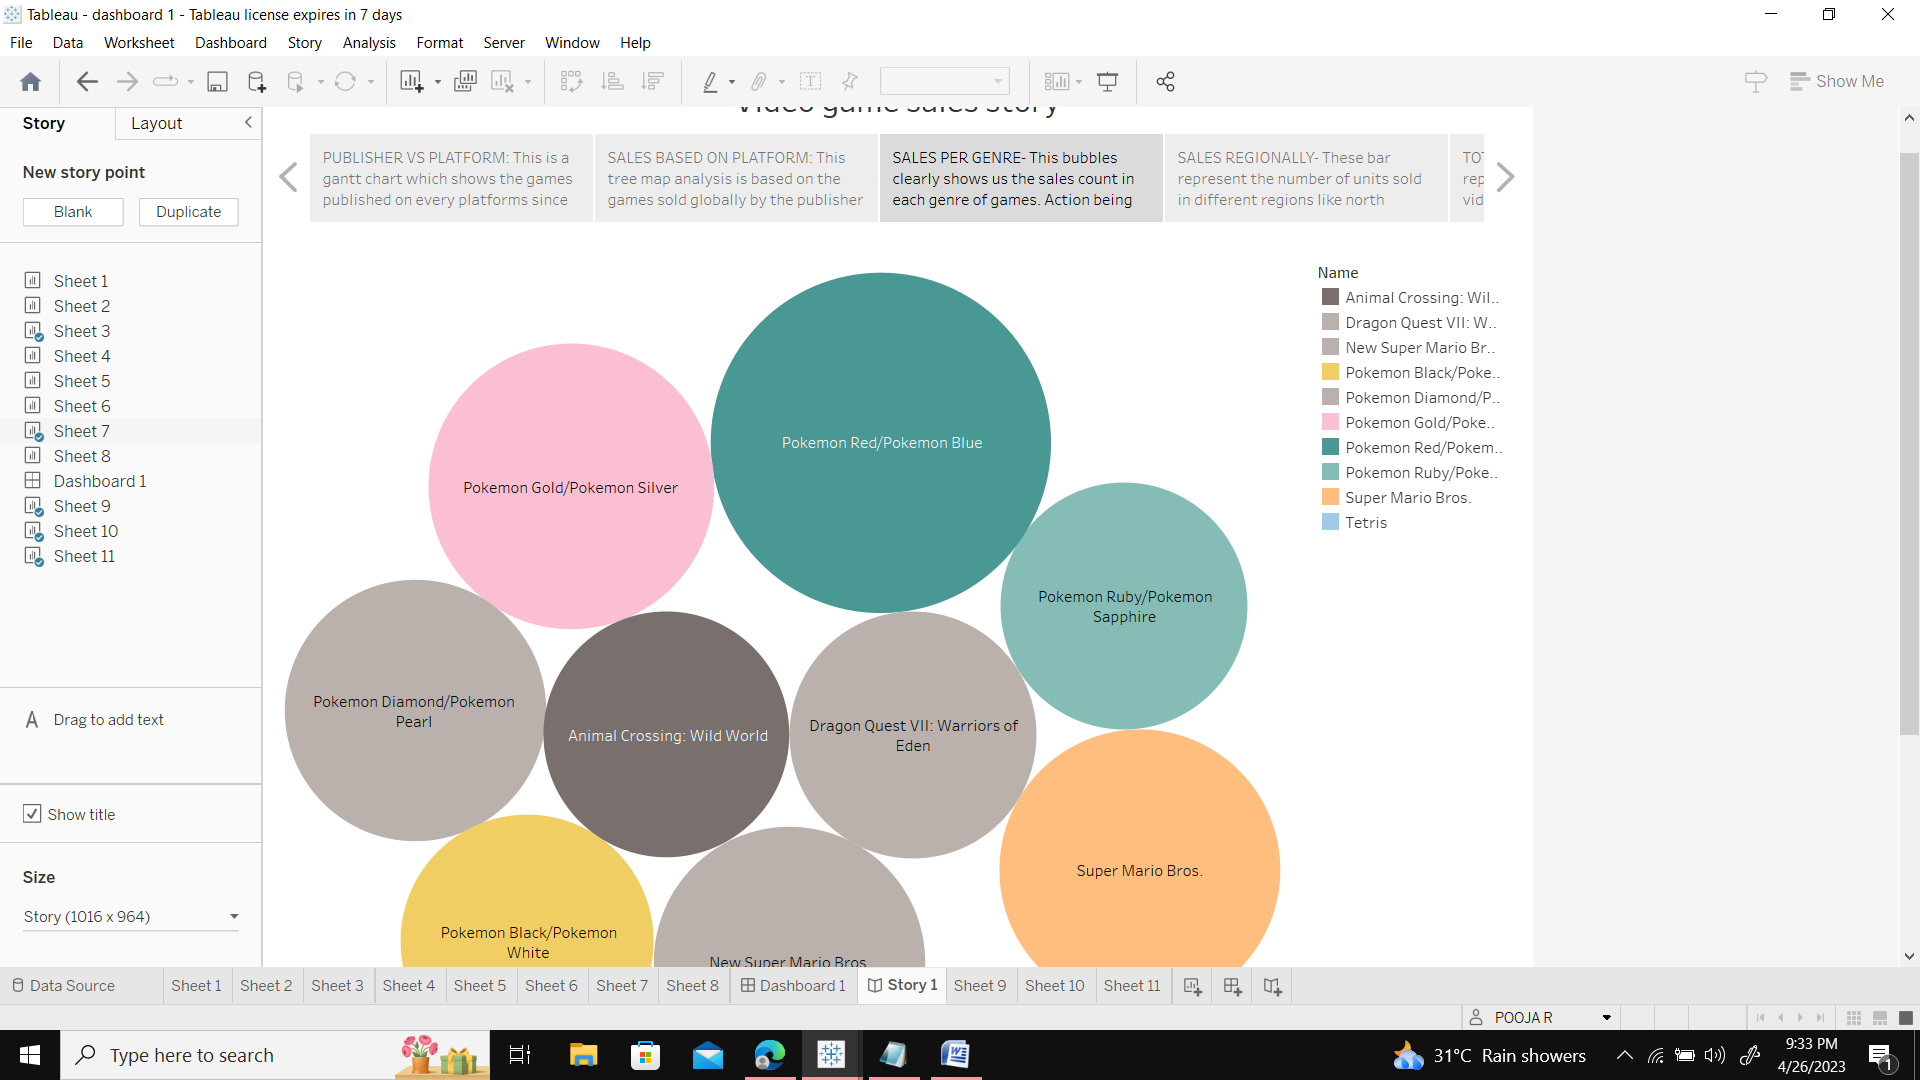 Tableau - dashboard 1 - Tableau license expires in 7 days
File Data Worksheet Dashboard Story Analysis Format Server Window Help
Show Me
Story Layout
Video game sales story
New story point
Blank Duplicate
PUBLISHER VS PLATFORM: This is a
gantt chart which shows the games
published on every platforms since
SALES BASED ON PLATFORM: This
tree map analysis is based on the
games sold globally by the publisher
SALES PER GENRE- This bubbles
clearly shows us the sales count in
each genre of games. Action being
SALES REGIONALLY- These bar
represent the number of units sold
in different regions like north
TOT
rep
vid
Sheet 1
Sheet 2
Sheet 3
Sheet 4
Sheet 5
Sheet 6
Sheet 7
Sheet 8
Dashboard 1
Sheet 9
Sheet 10
Sheet 11
A Drag to add text
Show title
Size
Story (1016 x 964)
Pokemon Red/Pokemon Blue
Pokemon Gold/Pokemon Silver
Pokemon Ruby/Pokemon
Sapphire
Pokemon Diamond/Pokemon
Pearl
Animal Crossing: Wild World
Dragon Quest VII: Warriors of
Eden
Super Mario Bros.
Pokemon Black/Pokemon
White
New Super Mario Bros
Name
Animal Crossing: Wil..
Dragon Quest VII: W..
New Super Mario Br..
Pokemon Black/Poke..
Pokemon Diamond/P..
Pokemon Gold/Poke..
Pokemon Red/Pokem..
Pokemon Ruby/Poke..
Super Mario Bros.
Tetris
Data Source Sheet 1 Sheet 2 Sheet 3 Sheet 4 Sheet 5 Sheet 6 Sheet 7 Sheet 8 Dashboard 1 Story 1 Sheet 9 Sheet 10 Sheet 11
POOJA R
Type here to search
31°C Rain showers
9:33 PM
4/26/2023
1